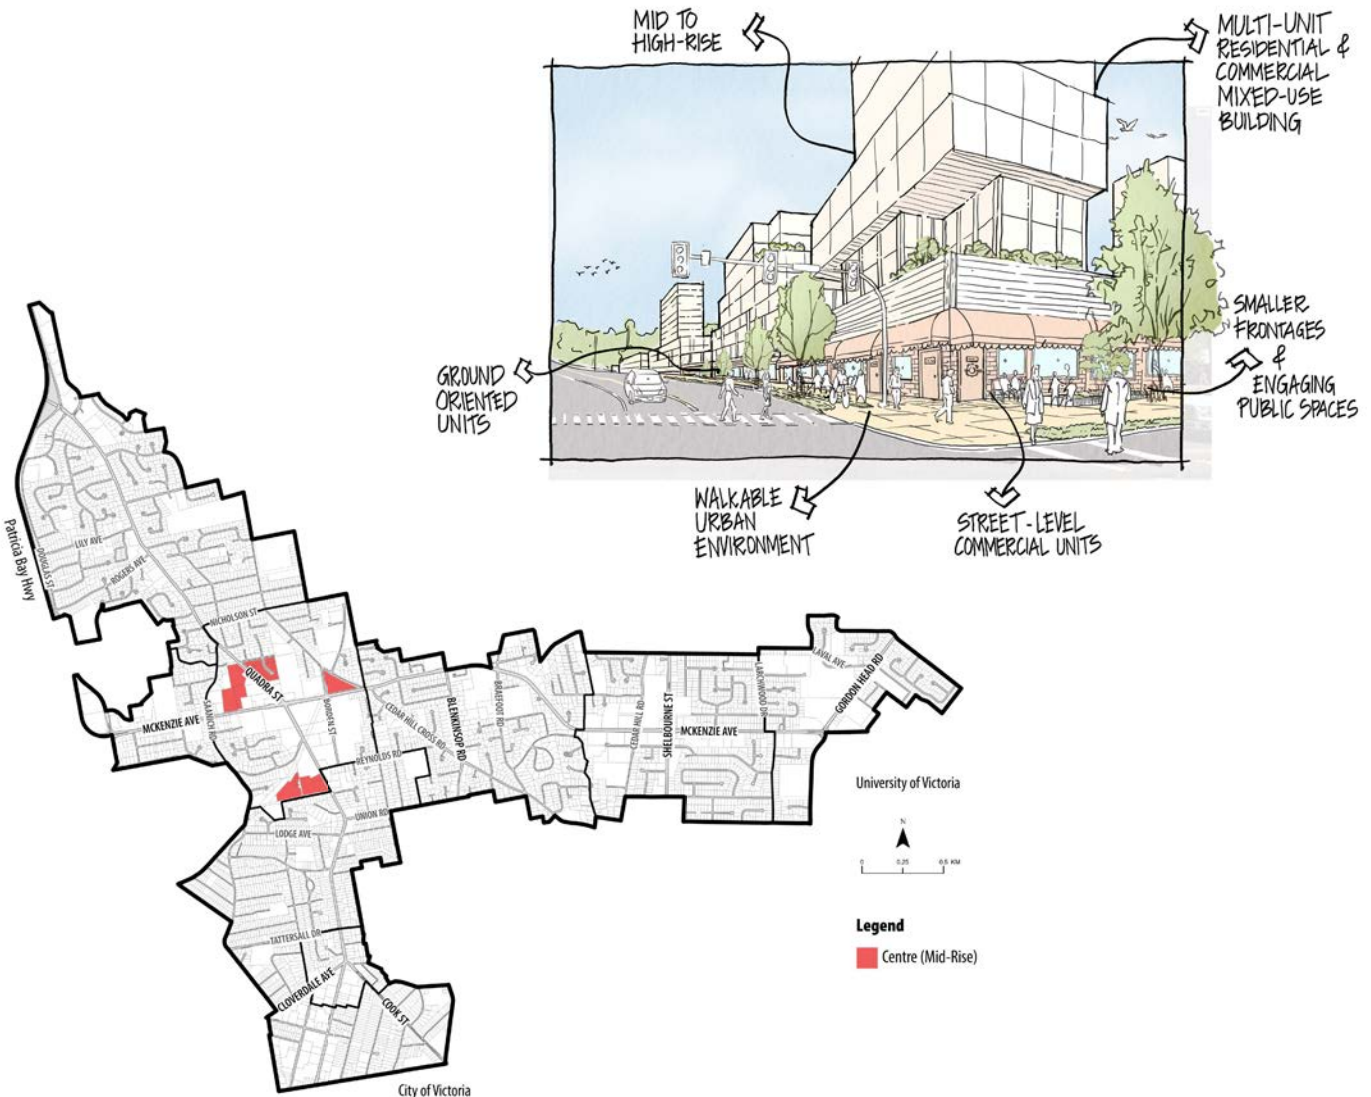 MID TO
HIGH-RISE
MULTI-UNIT
RESIDENTIAL &
COMMERCIAL
MIXED-USE
BUILDING
SMALLER
FRONTAGES
&
ENGAGING
PUBLIC SPACES
GROUND
ORIENTED
UNITS
WALKABLE
URBAN
ENVIRONMENT
STREET-LEVEL
COMMERCIAL UNITS
Patricia Bay Hwy
DOUGLAS ST
LILY AVE
ROGERS AVE
NICHOLSON ST
QUADRA ST
SAANICH RD
MCKENZIE AVE
BORDEN ST
CEDAR HILL CROSS RD
BLENKINSOP RD
BRAEFOOT RD
REYNOLDS RD
UNION RD
LODGE AVE
TATTERSALL DR
CLOVERDALE AVE
COOK ST
City of Victoria
CEDAR HILL RD
SHELBOURNE ST
MCKENZIE AVE
LARCHWOOD DR
LAVAL AVE
GORDON HEAD RD
University of Victoria
N
0 0.25 0.5 KM
Legend
Centre (Mid-Rise)